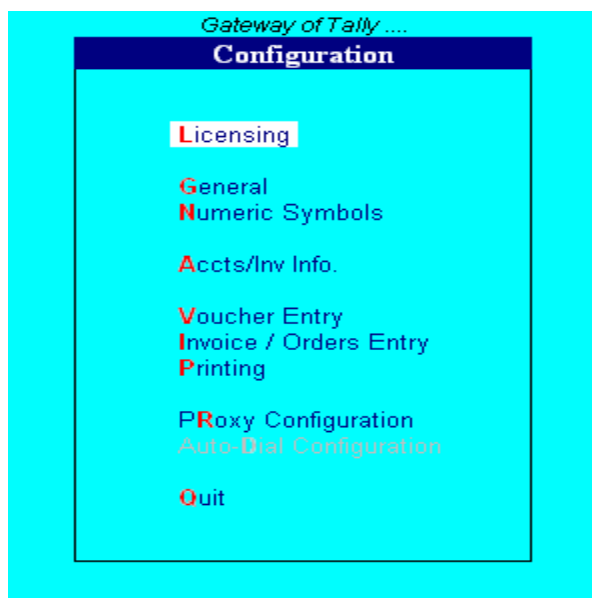 Gateway of Tally ....
Configuration
Licensing
General
Numeric Symbols
Accts/Inv Info.
Voucher Entry
Invoice / Orders Entry
Printing
PRoxy Configuration
Auto-Dial Configuration
Quit